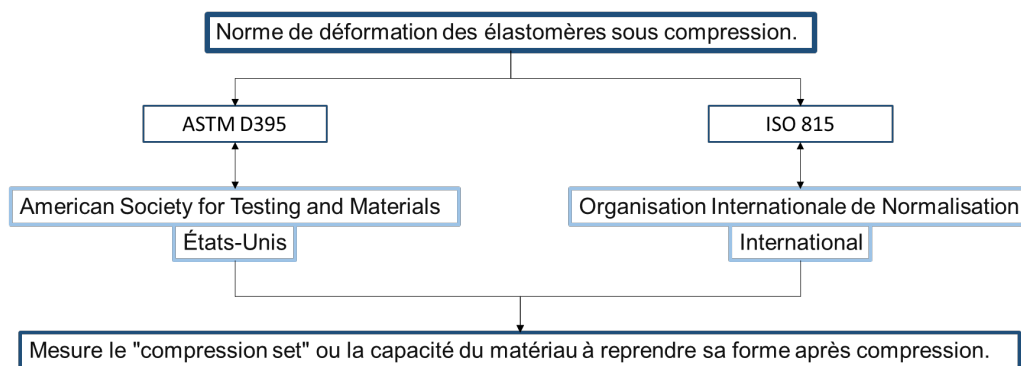 Norme de déformation des élastomères sous compression.
ASTM D395
ISO 815
American Society for Testing and Materials
Organisation Internationale de Normalisation
États-Unis
International
Mesure le "compression set" ou la capacité du matériau à reprendre sa forme après compression.